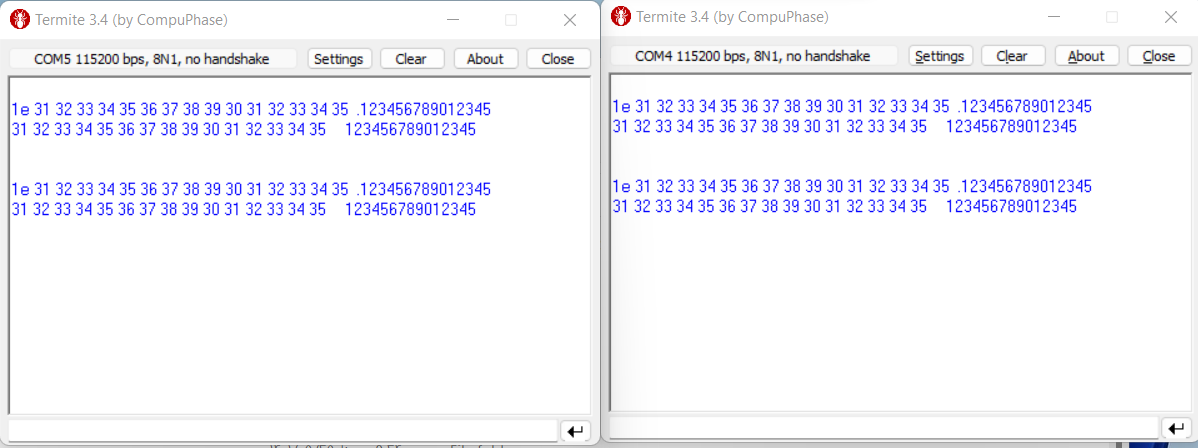 Termite 3.4 (by CompuPhase)
COM5 115200 bps, 8N1, no handshake
Settings
Clear
About
Close
1e 31 32 33 34 35 36 37 38 39 30 31 32 33 34 35 .123456789012345
31 32 33 34 35 36 37 38 39 30 31 32 33 34 35 123456789012345
1e 31 32 33 34 35 36 37 38 39 30 31 32 33 34 35 .123456789012345
31 32 33 34 35 36 37 38 39 30 31 32 33 34 35 123456789012345
Termite 3.4 (by CompuPhase)
COM4 115200 bps, 8N1, no handshake
Settings
Clear
About
Close
1e 31 32 33 34 35 36 37 38 39 30 31 32 33 34 35 .123456789012345
31 32 33 34 35 36 37 38 39 30 31 32 33 34 35 123456789012345
1e 31 32 33 34 35 36 37 38 39 30 31 32 33 34 35 .123456789012345
31 32 33 34 35 36 37 38 39 30 31 32 33 34 35 123456789012345